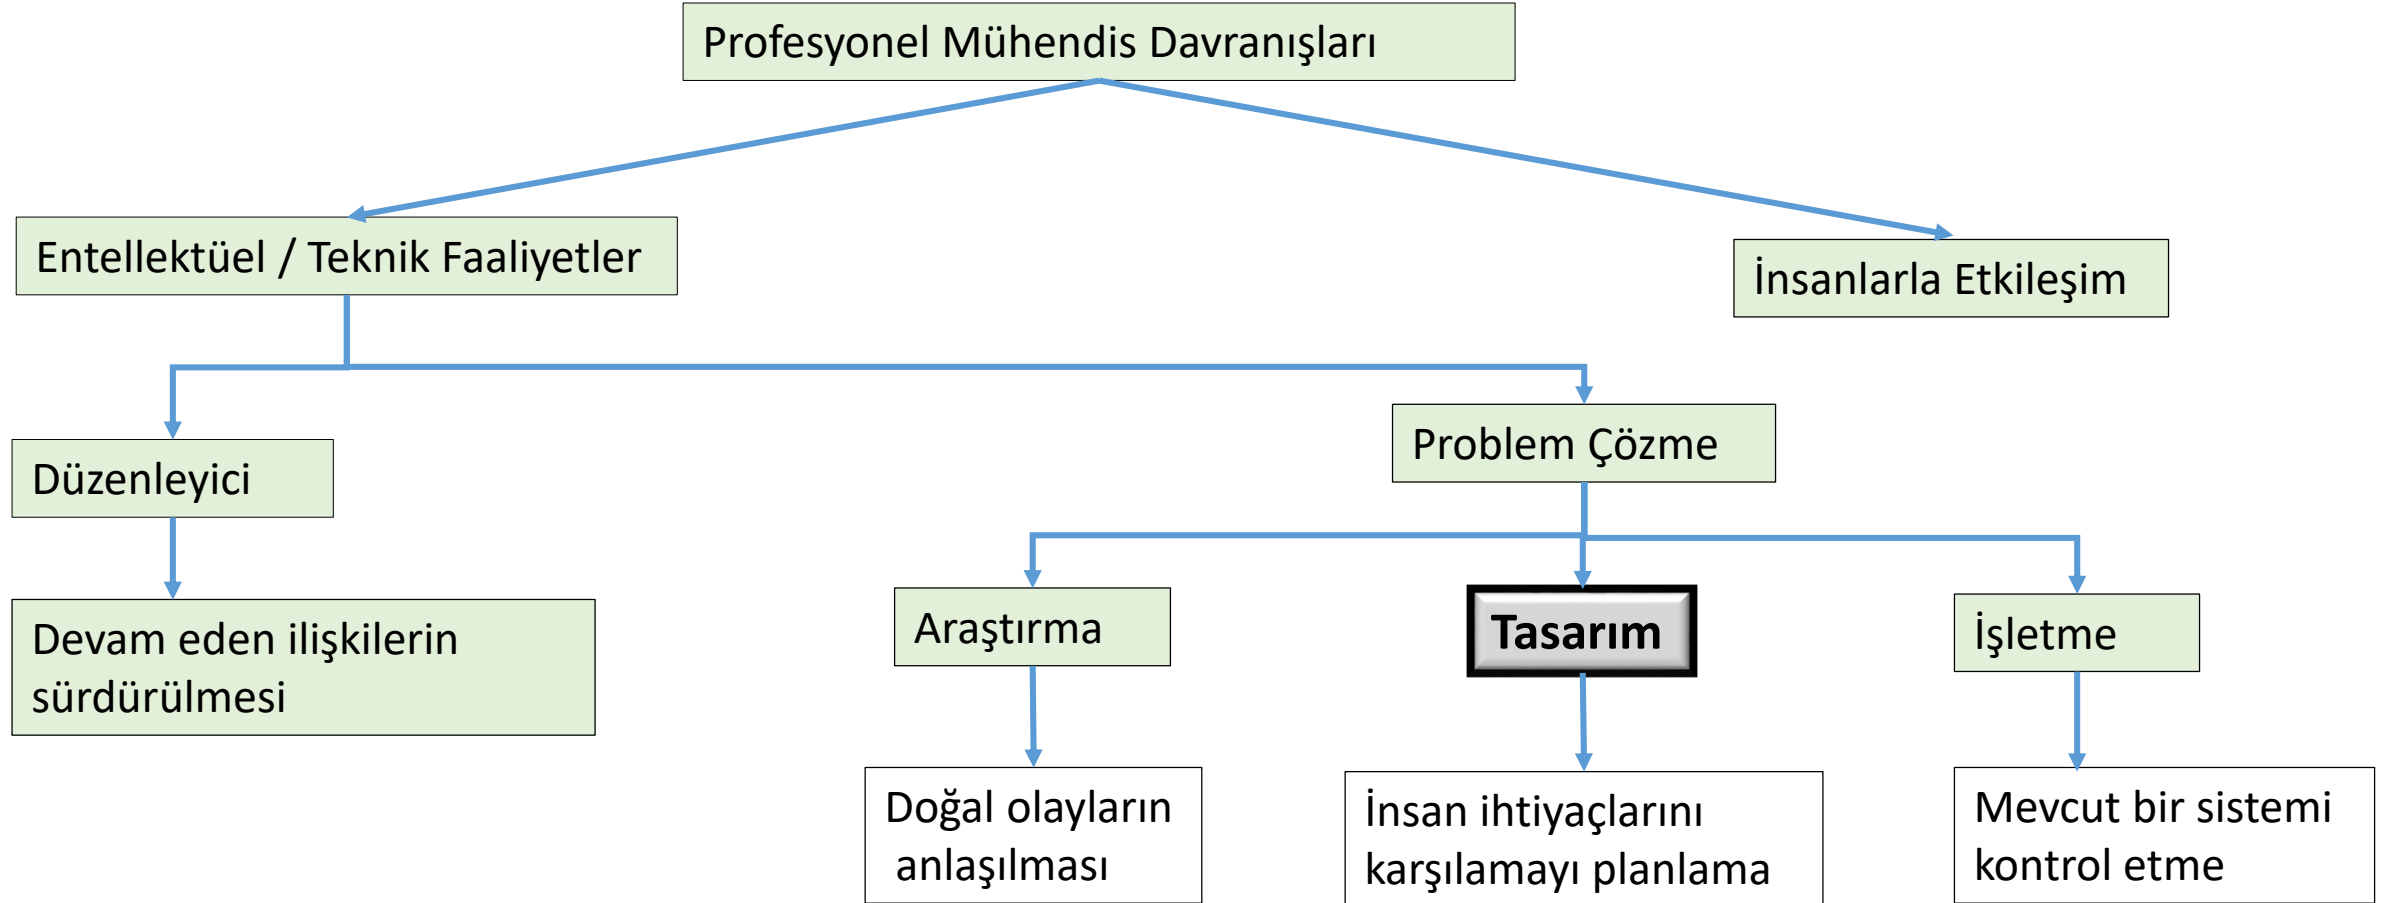 Profesyonel Mühendis Davranışları
Entellektüel / Teknik Faaliyetler
İnsanlarla Etkileşim
Düzenleyici
Problem Çözme
Devam eden ilişkilerin
sürdürülmesi
Araştırma
Tasarım
İşletme
Doğal olayların
anlaşılması
İnsan ihtiyaçlarını
karşılamayı planlama
Mevcut bir sistemi
kontrol etme